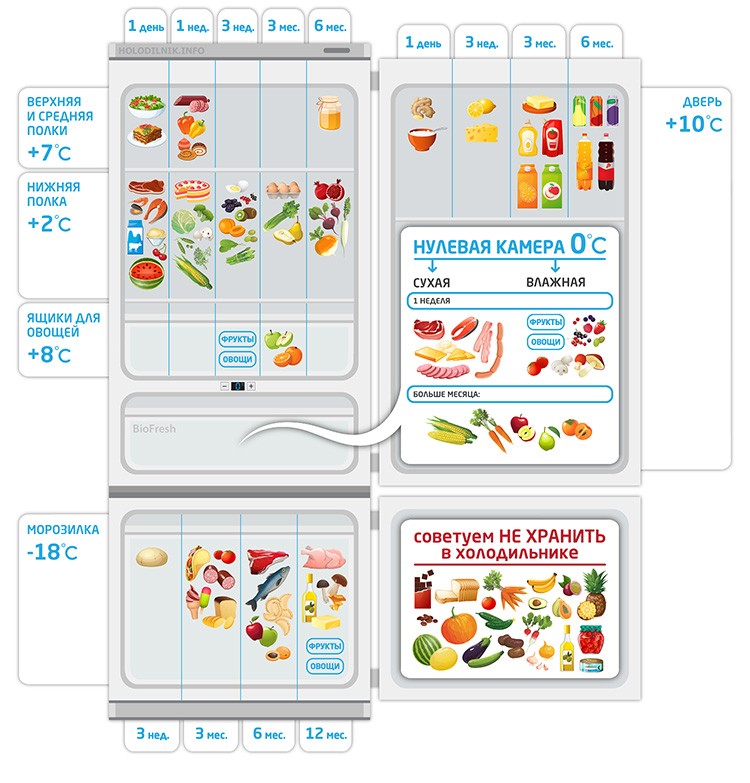 1 день
1 нед.
3 нед.
3 мес.
6 мес.
HOLODILNIK.INFO
1 день
3 нед.
3 мес.
6 мес.
ВЕРХНЯЯ
И СРЕДНЯЯ
ПОЛКИ
+7°C
НИЖНЯЯ
ПОЛКА
+2°C
ЯЩИКИ ДЛЯ
ОВОЩЕЙ
+8°C
ФРУКТЫ
ОВОЩИ
BioFresh
ДВЕРЬ
+10°C
НУЛЕВАЯ КАМЕРА 0°C
СУХАЯ
ВЛАЖНАЯ
1 НЕДЕЛЯ
ФРУКТЫ
ОВОЩИ
БОЛЬШЕ МЕСЯЦА:
МОРОЗИЛКА
-18°C
ФРУКТЫ
ОВОЩИ
3 нед.
3 мес.
6 мес.
12 мес.
советуем НЕ ХРАНИТЬ
в холодильнике